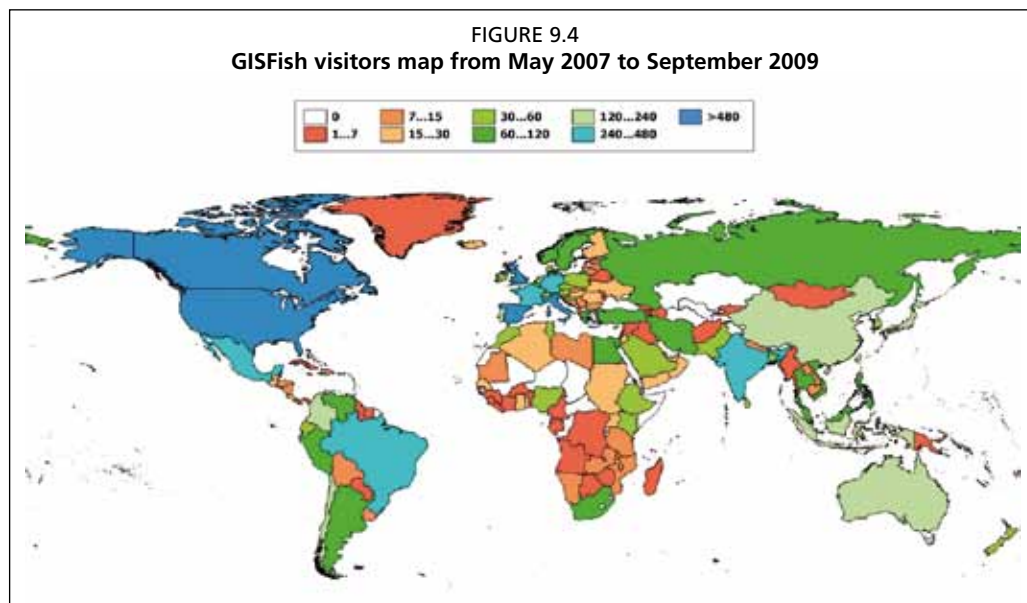 FIGURE 9.4
GISFish visitors map from May 2007 to September 2009
0 7...15 30...60 120...240 >480
1...7 15...30 60...120 240...480